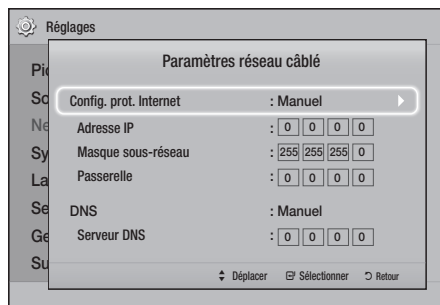 Réglages
Paramètres réseau câblé
Pi
Config. prot. Internet : Manuel
So
Ne
Adresse IP : 0 0 0 0
Sy
Masque sous-réseau : 255 255 255 0
La
Passerelle : 0 0 0 0
Se
DNS : Manuel
Ge
Serveur DNS : 0 0 0 0
Su
Déplacer Sélectionner Retour